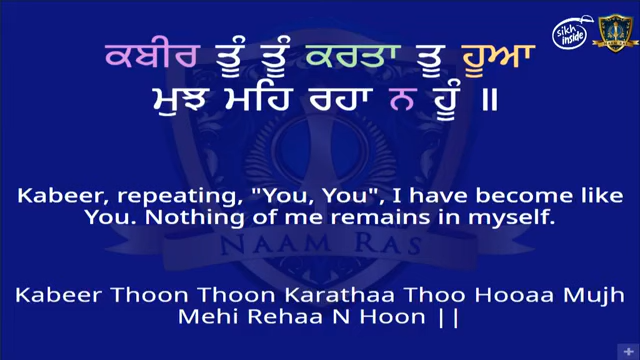 sikh
inside
ਕਬੀਰ ਤੂੰ ਤੂੰ ਕਰਤਾ ਤੂ ਹੂਆ
ਮੁਝ ਮਹਿ ਰਹਾ ਨ ਹੂੰ ॥
Kabeer, repeating, "You, You", I have become like
You. Nothing of me remains in myself.
NAAM RAS
Kabeer Thoon Thoon Karathaa Thoo Hooaa Mujh
Mehi Rehaa N Hoon ||